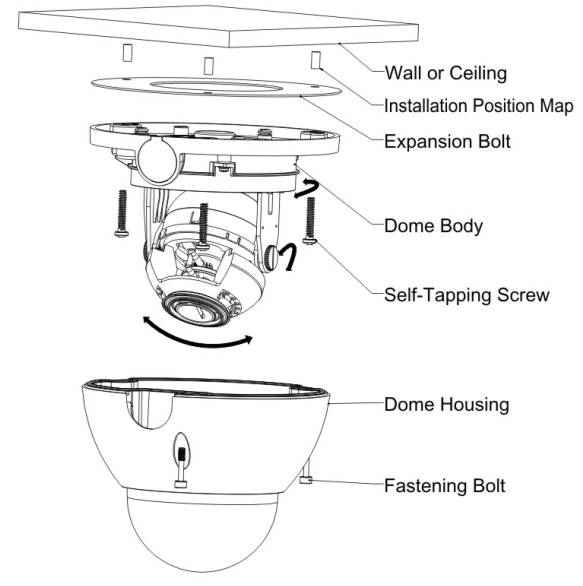 Wall or Ceiling
Installation Position Map
Expansion Bolt
Dome Body
Self-Tapping Screw
Dome Housing
Fastening Bolt